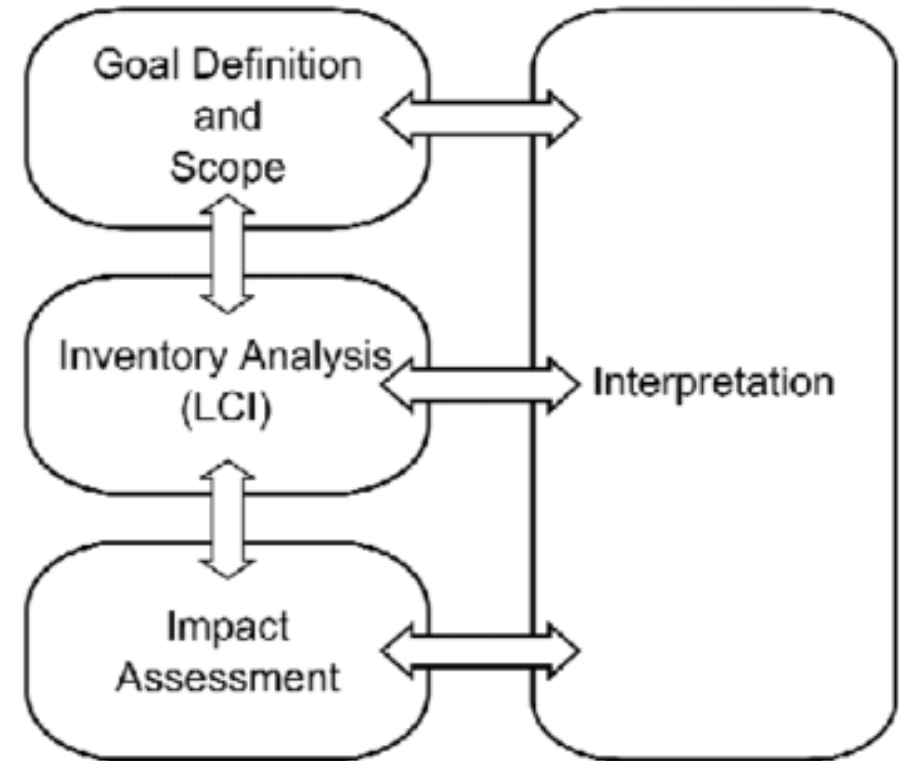 Goal Definition
and
Scope
Inventory Analysis
(LCI)
Interpretation
Impact
Assessment